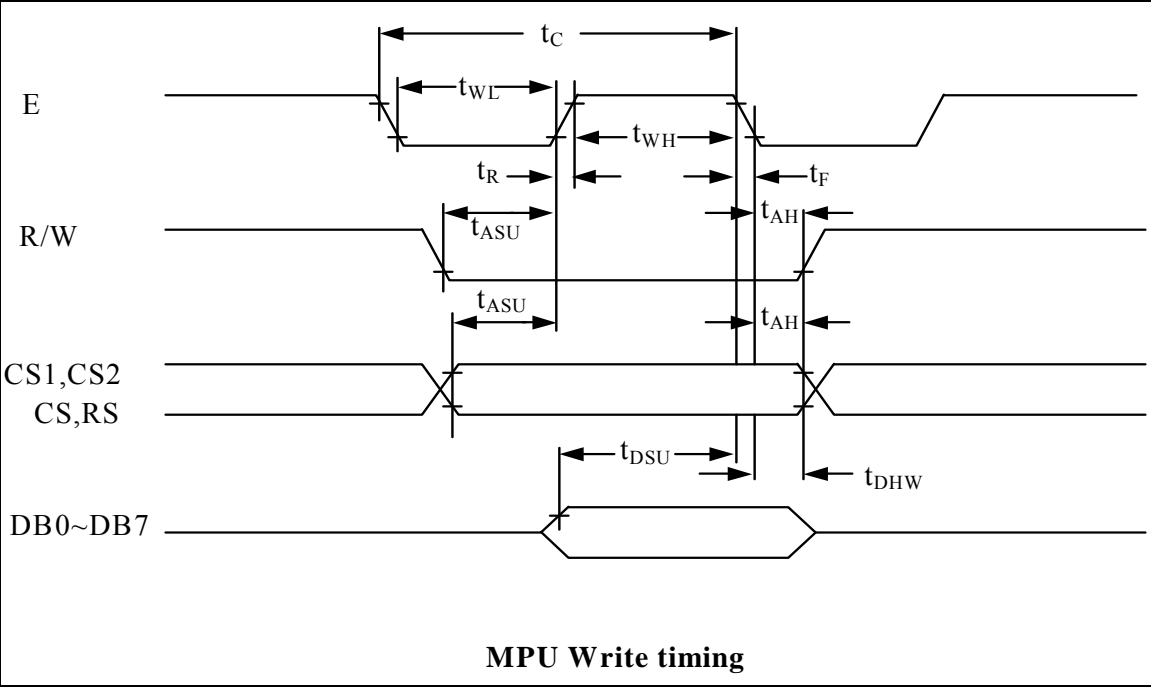 tC
E
tWL
tWH
tR
tF
R/W
tASU
tAH
tASU
tAH
CS1,CS2
CS,RS
tDSU
tDHW
DB0~DB7
MPU Write timing